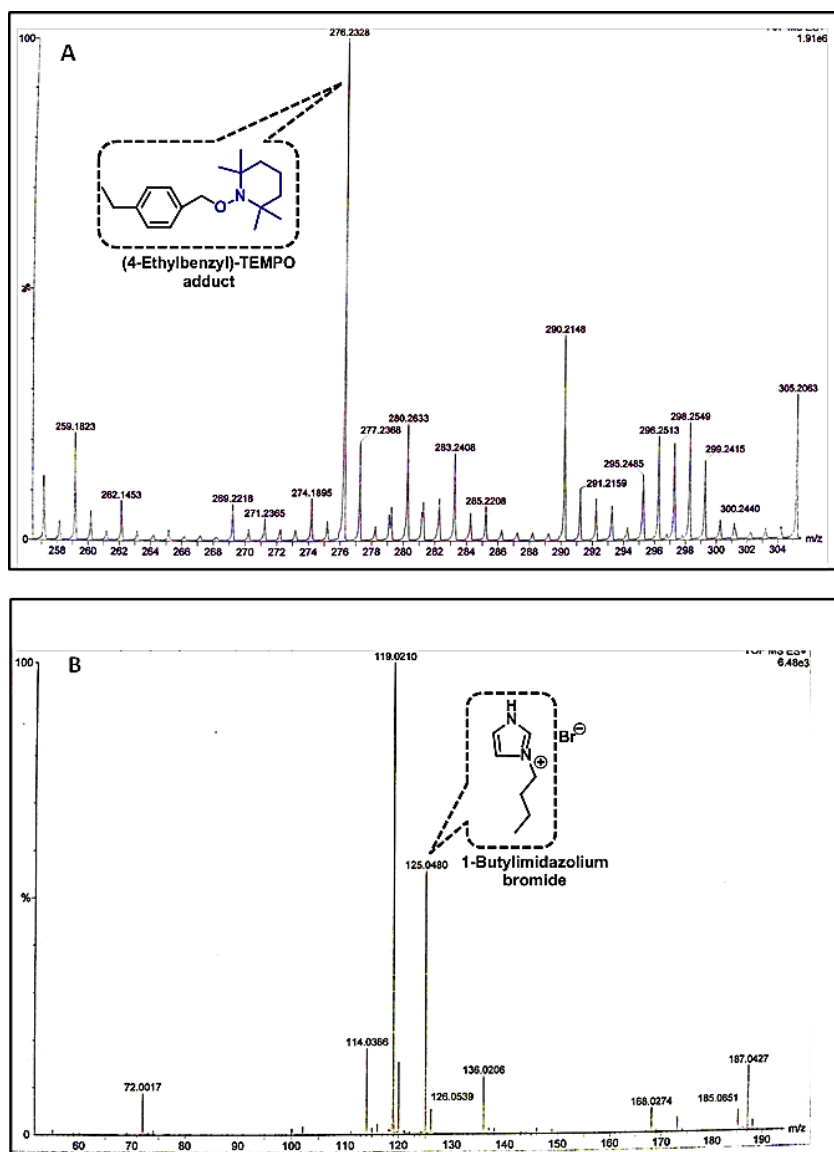 276.2328
100
A
1.91e6
O
N
(4-Ethylbenzyl)-TEMPO
adduct
%
290.2148
305.2063
259.1823
277.2368
280.2633
283.2408
296.2513
298.2549
295.2485
299.2415
262.1453
269.2218
271.2365
274.1895
285.2208
291.2159
300.2440
0
m/z
258 260 262 264 266 268 270 272 274 276 278 280 282 284 286 288 290 292 294 296 298 300 302 304
B
119.0210
100
TOF MS ES+
6.48e3
H
N
N
Br
1-Butylimidazolium
bromide
125.0480
%
114.0366
187.0427
136.0206
72.0017
126.0539
168.0274
185.0651
0
m/z
60 70 80 90 100 110 120 130 140 150 160 170 180 190